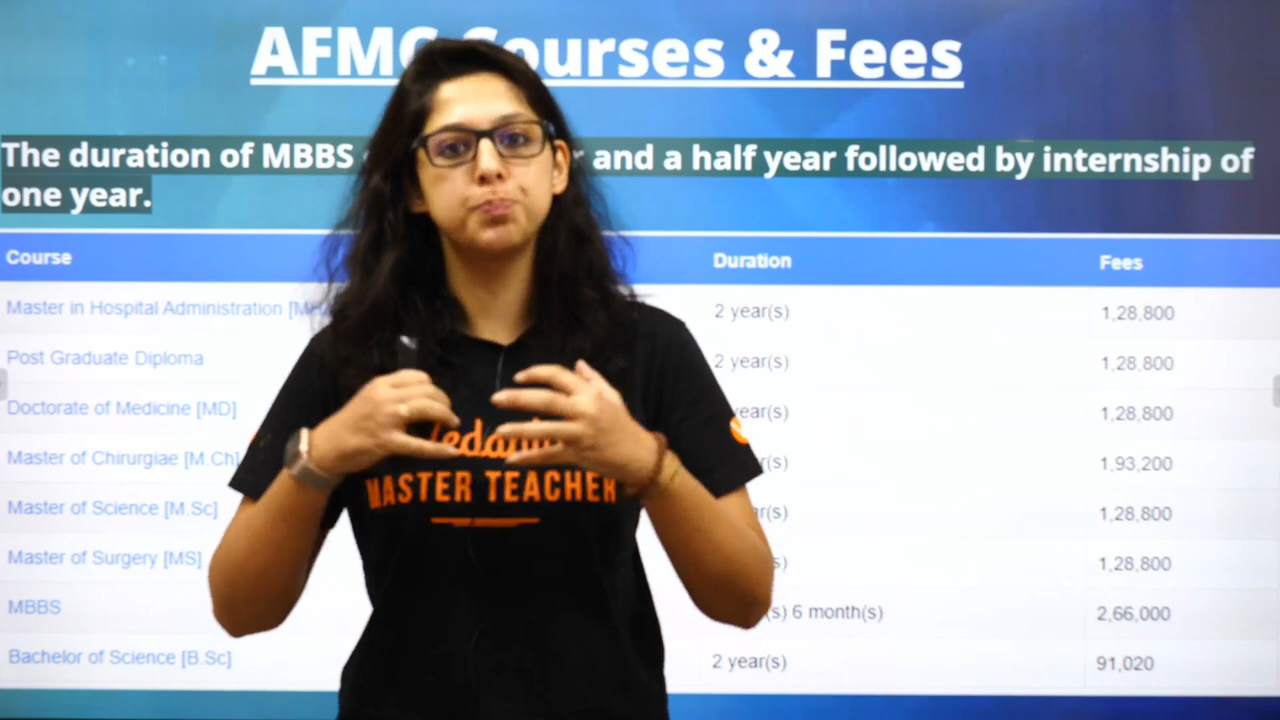 AFMC Courses & Fees
The duration of MBBS and a half year followed by internship of
one year.
Course Duration Fees
Master in Hospital Administration [MH 2 year(s) 1,28,800
Post Graduate Diploma 2 year(s) 1,28,800
Doctorate of Medicine [MD] year(s) 1,28,800
Master of Chirurgiae [M.Ch] r(s) 1,93,200
Master of Science [M.Sc] ar(s) 1,28,800
Master of Surgery [MS] s) 1,28,800
MBBS (s) 6 month(s) 2,66,000
Bachelor of Science [B.Sc] 2 year(s) 91,020
MASTER TEACHER